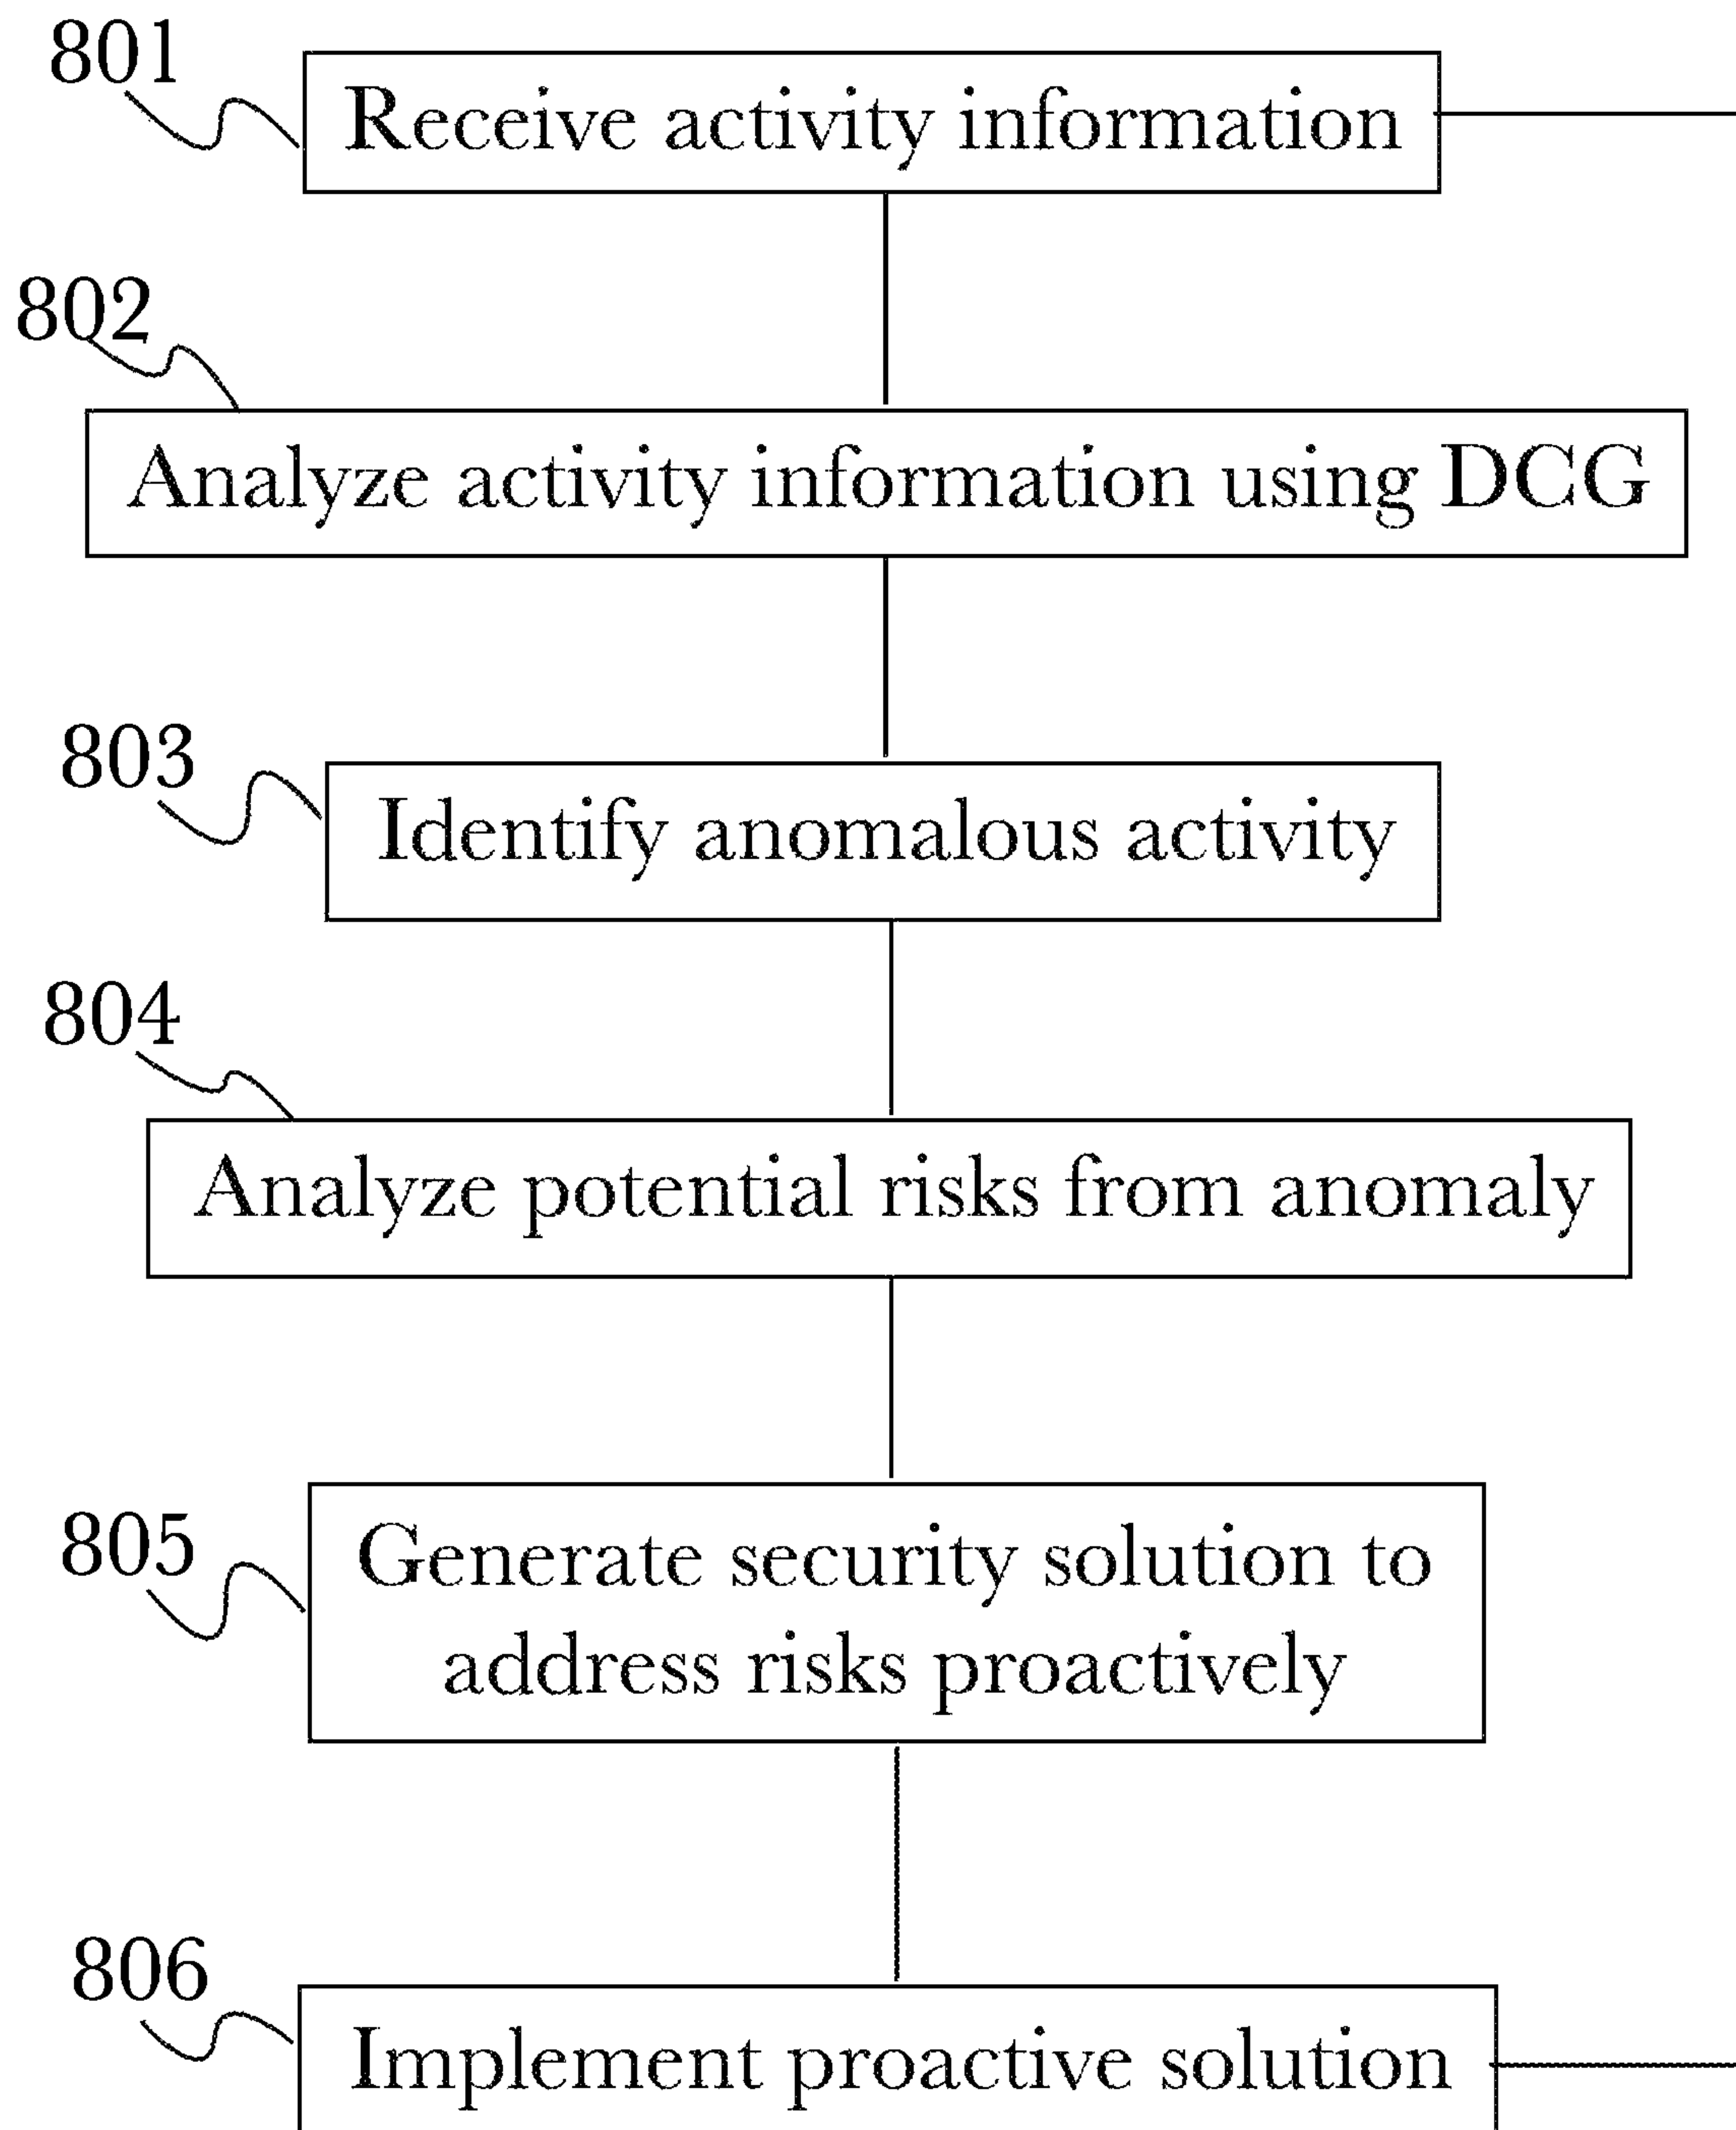 801
Receive activity information
802
Analyze activity information using DCG
803
Identify anomalous activity
804
Analyze potential risks from anomaly
805
Generate security solution to
address risks proactively
806
Implement proactive solution